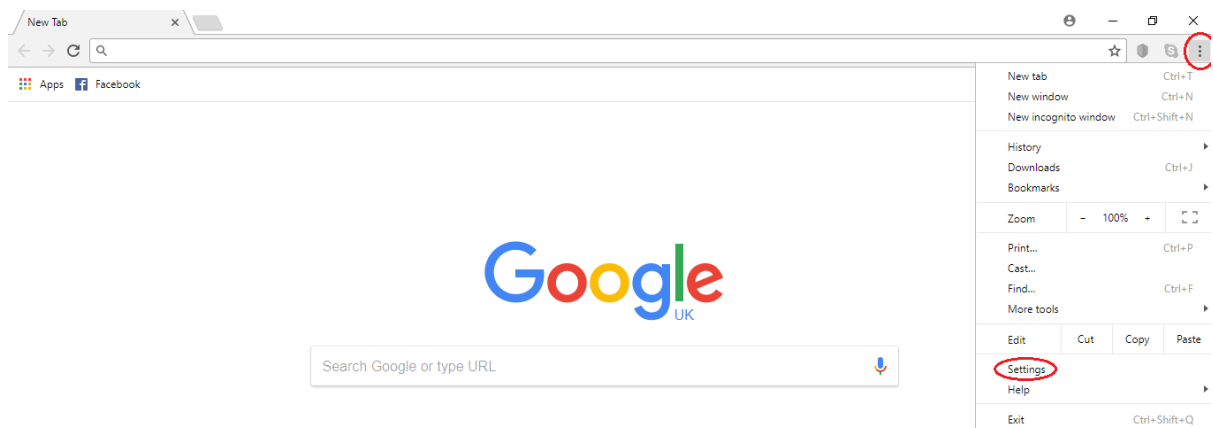 New Tab
Apps Facebook
New tab Ctrl+T
New window Ctrl+N
New incognito window Ctrl+Shift+N
History
Downloads Ctrl+J
Bookmarks
Zoom - 100% +
Print... Ctrl+P
Cast...
Find... Ctrl+F
More tools
Edit Cut Copy Paste
Settings
Help
Exit Ctrl+Shift+Q
Google
UK
Search Google or type URL